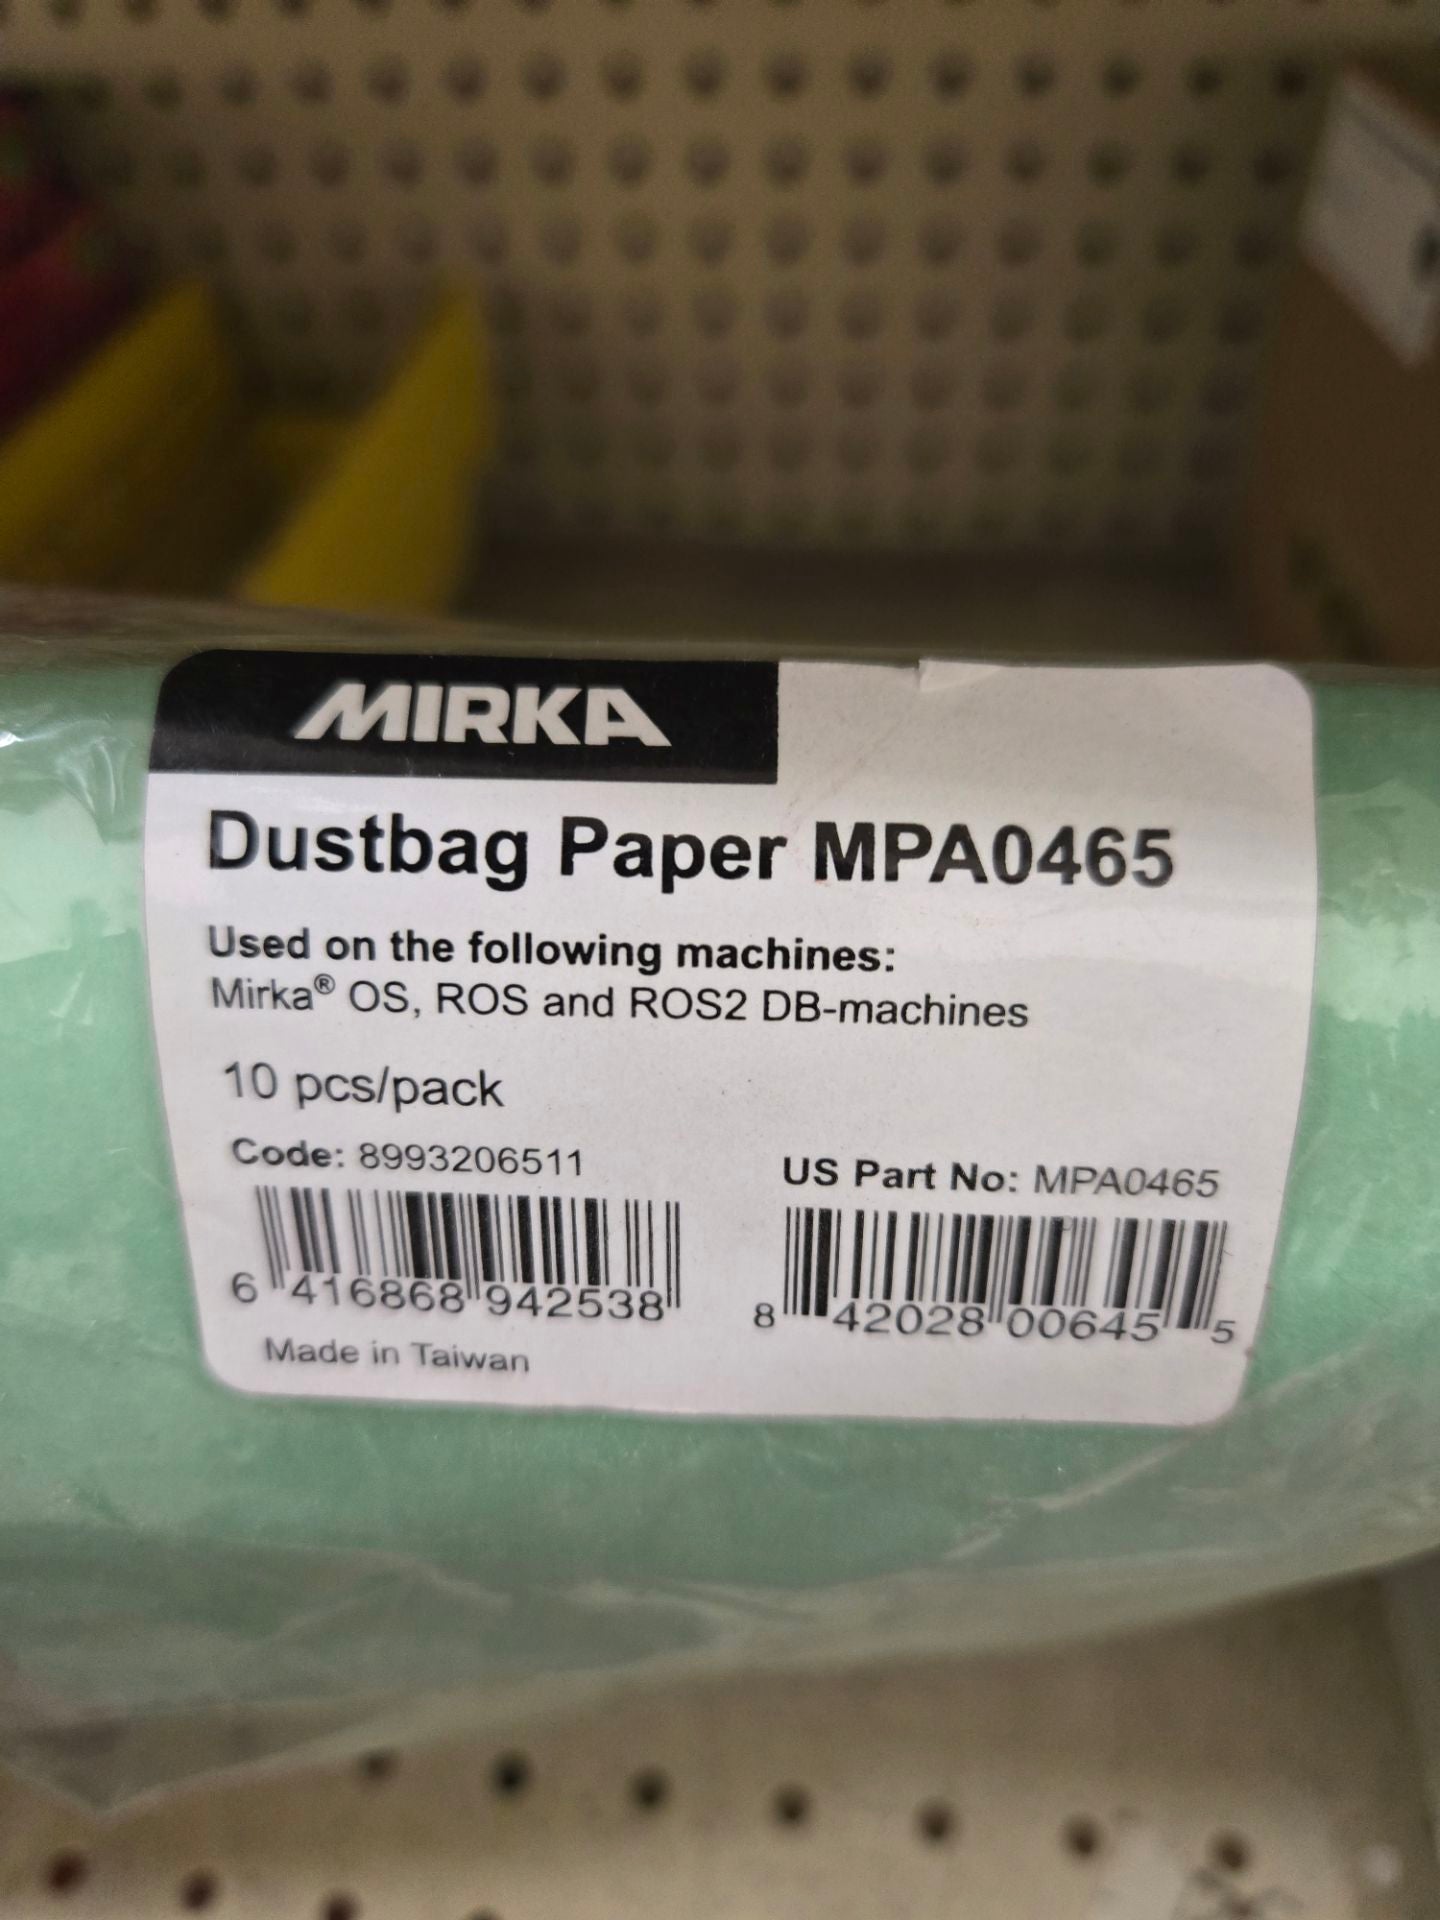 MIRKA
Dustbag Paper MPA0465
Used on the following machines:
Mirka® OS, ROS and ROS2 DB-machines
10 pcs/pack
Code: 8993206511
US Part No: MPA0465
6 416868 942538
8 42028 00645 5
Made in Taiwan